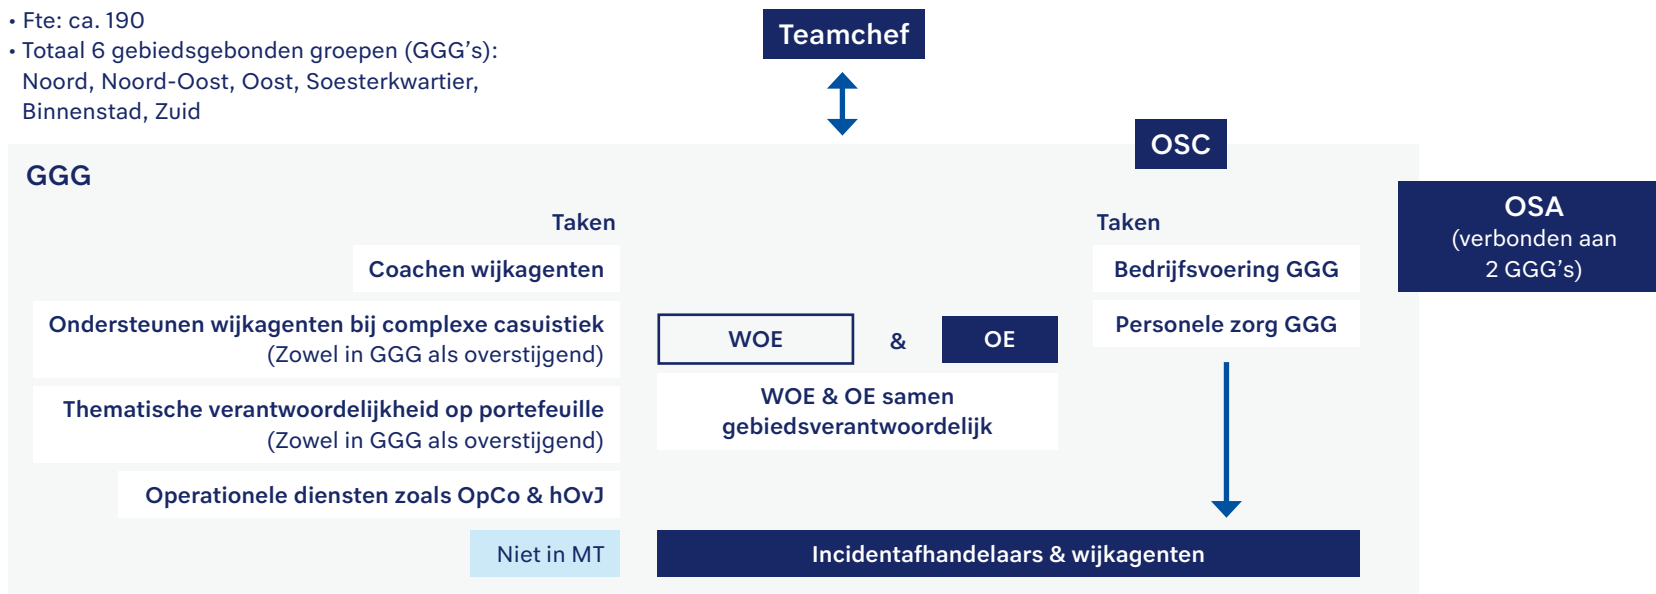 • Fte: ca. 190
• Totaal 6 gebiedsgebonden groepen (GGG's):
Noord, Noord-Oost, Oost, Soesterkwartier,
Binnenstad, Zuid
Teamchef
OSC
GGG
OSA
(verbonden aan
2 GGG's)
Taken
Coachen wijkagenten
Ondersteunen wijkagenten bij complexe casuïstiek
(Zowel in GGG als overstijgend)
Thematische verantwoordelijkheid op portefeuille
(Zowel in GGG als overstijgend)
Operationele diensten zoals OpCo & hOvJ
Niet in MT
WOE
&
OE
WOE & OE samen
gebiedsverantwoordelijk
Taken
Bedrijfsvoering GGG
Personele zorg GGG
Incidentafhandelaars & wijkagenten